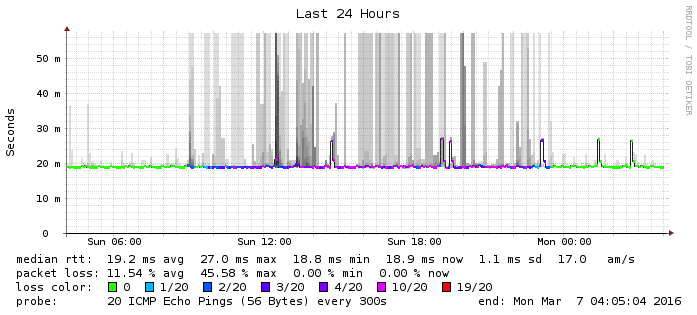 Last 24 Hours
RRDTOOL / TOBI OETIKER
Seconds
50 m
40 m
30 m
20 m
10 m
0
Sun 06:00 Sun 12:00 Sun 18:00 Mon 00:00
median rtt: 19.2 ms avg 27.0 ms max 18.8 ms min 18.9 ms now 1.1 ms sd 17.0 am/s
packet loss: 11.54 % avg 45.58 % max 0.00 % min 0.00 % now
loss color: 0 1/20 2/20 3/20 4/20 10/20 19/20
probe: 20 ICMP Echo Pings (56 Bytes) every 300s end: Mon Mar 7 04:05:04 2016